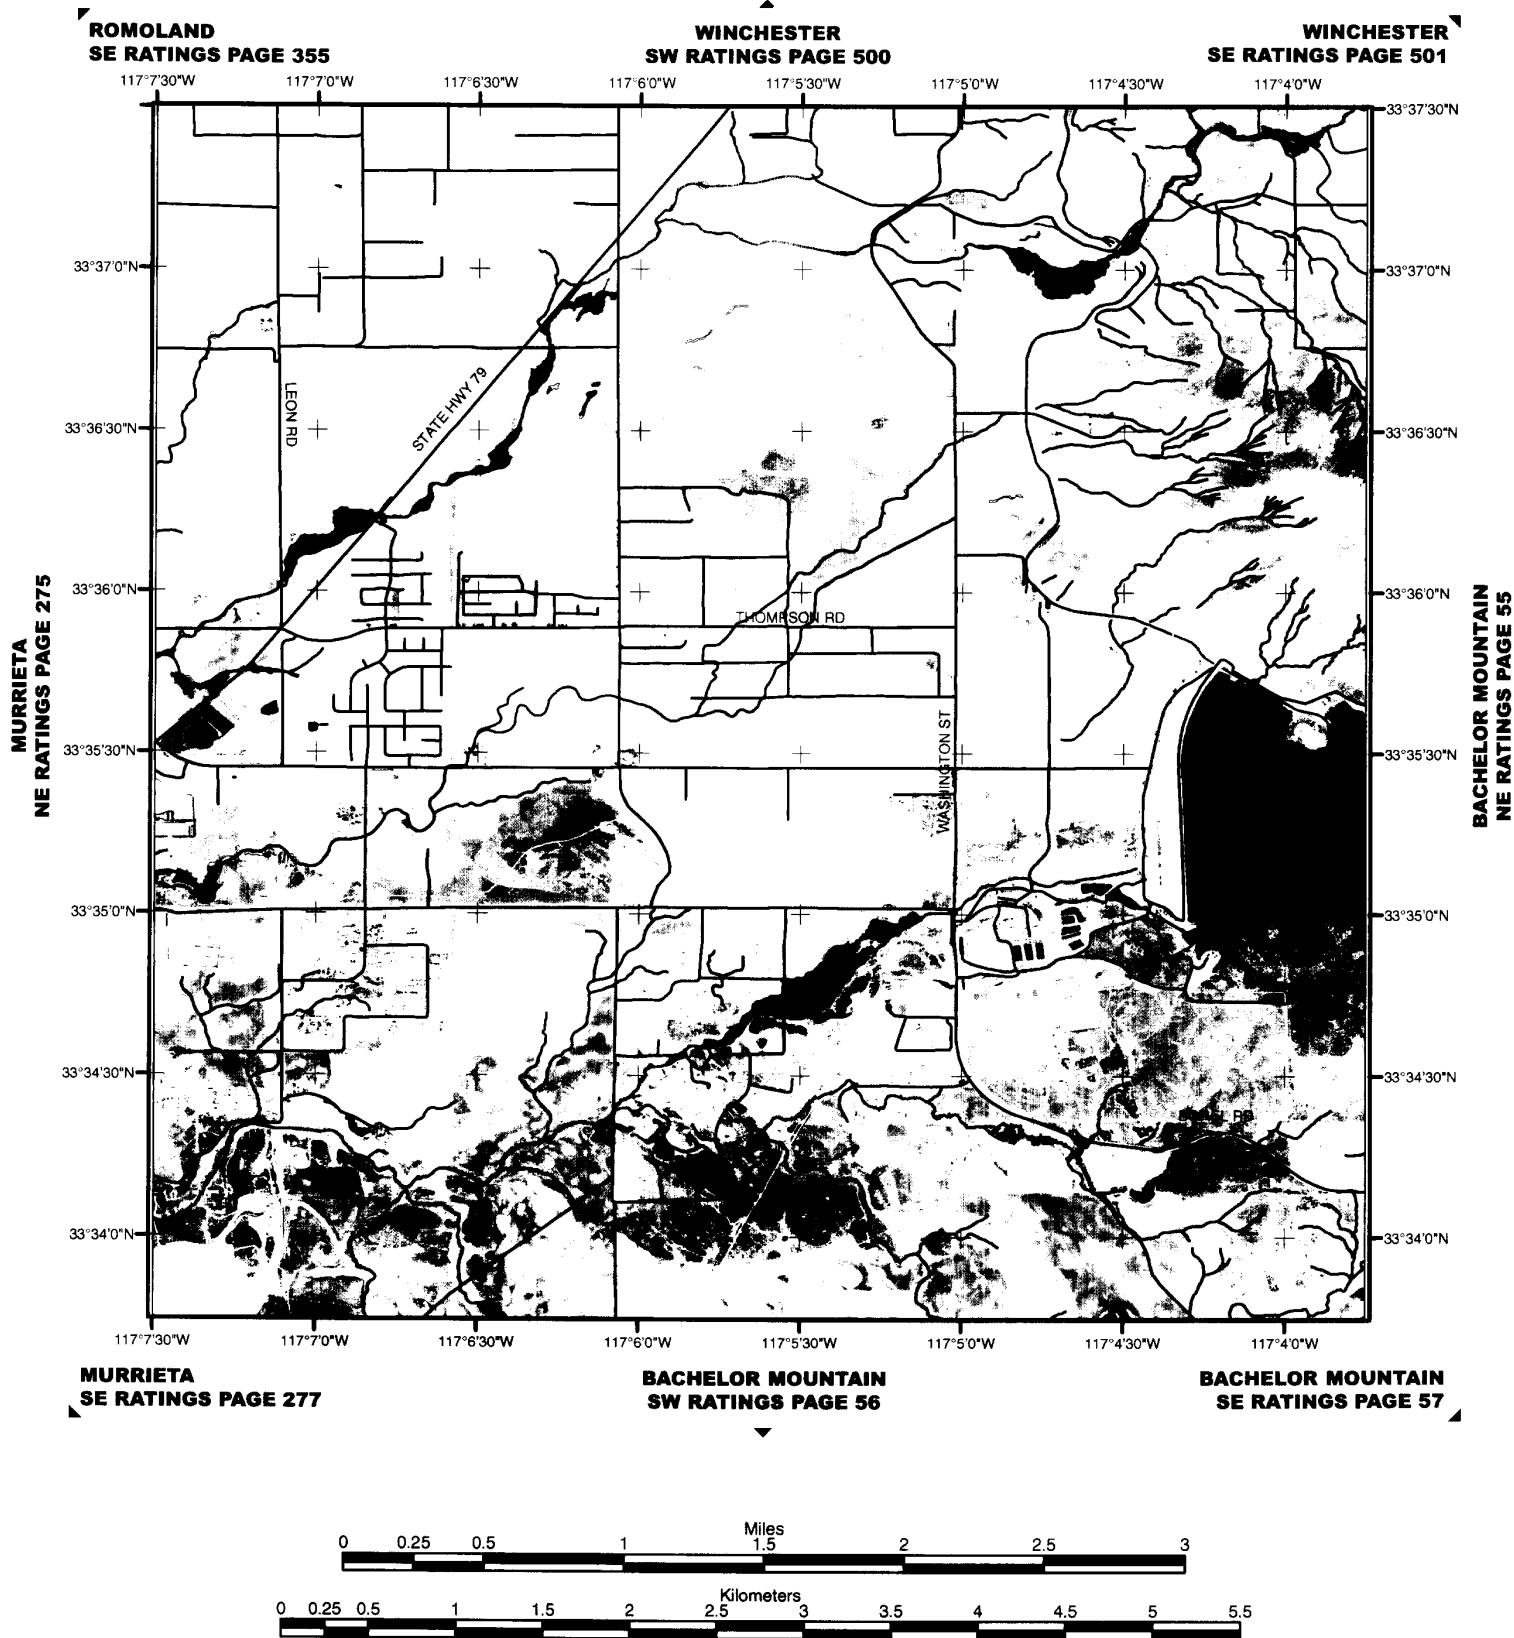 ROMOLAND
SE RATINGS PAGE 355
WINCHESTER
SW RATINGS PAGE 500
WINCHESTER
SE RATINGS PAGE 501
117°7'30"W 117°7'0"W 117°6'30"W 117°6'0"W 117°5'30"W 117°5'0"W 117°4'30"W 117°4'0"W
33°37'30"N
33°37'0"N
33°37'0"N
LEON RD
STATE HWY 79
33°36'30"N
33°36'30"N
33°36'0"N
33°36'0"N
THOMPSON RD
MURRIETA
NE RATINGS PAGE 275
BACHELOR MOUNTAIN
NE RATINGS PAGE 55
WASHINGTON ST
33°35'30"N
33°35'30"N
33°35'0"N
33°35'0"N
33°34'30"N
33°34'30"N
RD
33°34'0"N
33°34'0"N
117°7'30"W 117°7'0"W 117°6'30"W 117°6'0"W 117°5'30"W 117°5'0"W 117°4'30"W 117°4'0"W
MURRIETA
SE RATINGS PAGE 277
BACHELOR MOUNTAIN
SW RATINGS PAGE 56
BACHELOR MOUNTAIN
SE RATINGS PAGE 57
Miles
0 0.25 0.5 1 1.5 2 2.5 3
Kilometers
0 0.25 0.5 1 1.5 2 2.5 3 3.5 4 4.5 5 5.5